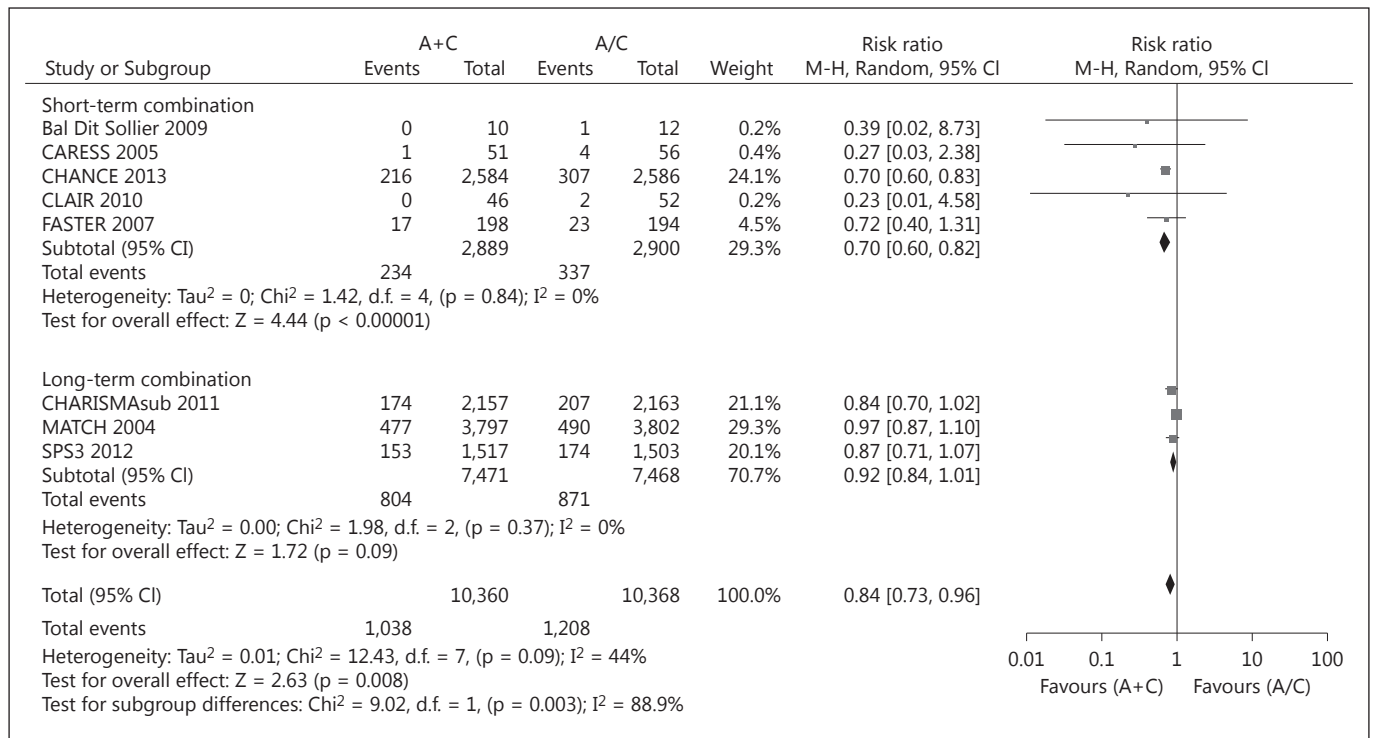 A+C A/C Risk ratio Risk ratio
Study or Subgroup Events Total Events Total Weight M-H, Random, 95% CI M-H, Random, 95% CI
Short-term combination
Bal Dit Sollier 2009 0 10 1 12 0.2% 0.39 [0.02, 8.73]
CARESS 2005 1 51 4 56 0.4% 0.27 [0.03, 2.38]
CHANCE 2013 216 2,584 307 2,586 24.1% 0.70 [0.60, 0.83]
CLAIR 2010 0 46 2 52 0.2% 0.23 [0.01, 4.58]
FASTER 2007 17 198 23 194 4.5% 0.72 [0.40, 1.31]
Subtotal (95% CI) 2,889 2,900 29.3% 0.70 [0.60, 0.82]
Total events 234 337
Heterogeneity: Tau² = 0; Chi² = 1.42, d.f. = 4, (p = 0.84); I² = 0%
Test for overall effect: Z = 4.44 (p < 0.00001)
Long-term combination
CHARISMAsub 2011 174 2,157 207 2,163 21.1% 0.84 [0.70, 1.02]
MATCH 2004 477 3,797 490 3,802 29.3% 0.97 [0.87, 1.10]
SPS3 2012 153 1,517 174 1,503 20.1% 0.87 [0.71, 1.07]
Subtotal (95% CI) 7,471 7,468 70.7% 0.92 [0.84, 1.01]
Total events 804 871
Heterogeneity: Tau² = 0.00; Chi² = 1.98, d.f. = 2, (p = 0.37); I² = 0%
Test for overall effect: Z = 1.72 (p = 0.09)
Total (95% CI) 10,360 10,368 100.0% 0.84 [0.73, 0.96]
Total events 1,038 1,208
Heterogeneity: Tau² = 0.01; Chi² = 12.43, d.f. = 7, (p = 0.09); I² = 44%
Test for overall effect: Z = 2.63 (p = 0.008)
Test for subgroup differences: Chi² = 9.02, d.f. = 1, (p = 0.003); I² = 88.9%
0.01 0.1 1 10 100
Favours (A+C) Favours (A/C)